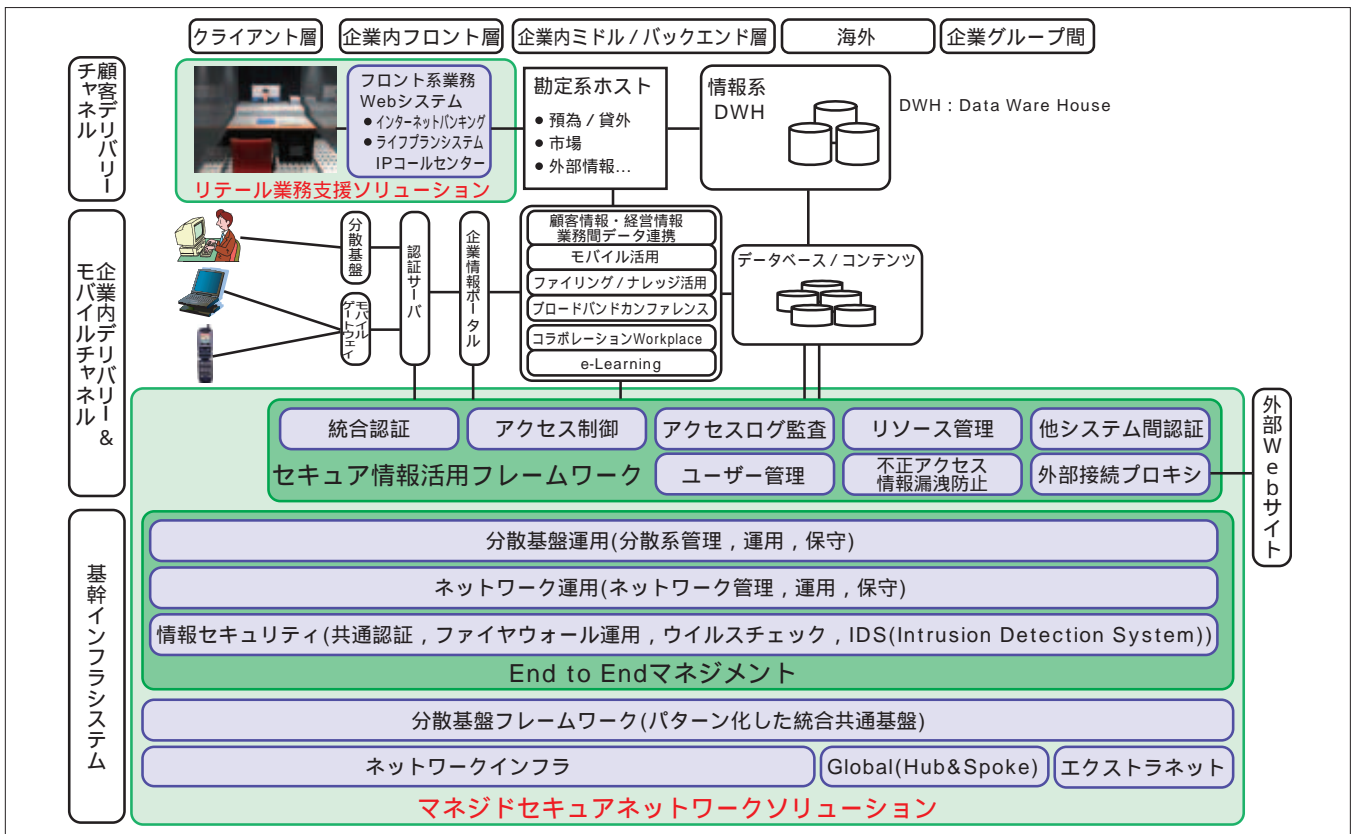 クライアント層
企業内フロント層
企業内ミドル/バックエンド層
海外
企業グループ間
顧客デリバリー
チャネル
フロント系業務
Webシステム
● インターネットバンキング
● ライフプランシステム
IPコールセンター
リテール業務支援ソリューション
勘定系ホスト
● 預為/貸外
● 市場
● 外部情報...
情報系
DWH
DWH : Data Ware House
企業内デリバリー&
モバイルチャネル
分散基盤
モバイル
ゲートウェイ
認証サーバ
企業情報ポータル
顧客情報・経営情報
業務間データ連携
モバイル活用
ファイリング/ナレッジ活用
ブロードバンドカンファレンス
コラボレーションWorkplace
e-Learning
データベース/コンテンツ
統合認証
アクセス制御
アクセスログ監査
リソース管理
他システム間認証
セキュア情報活用フレームワーク
ユーザー管理
不正アクセス
情報漏洩防止
外部接続プロキシ
外部Webサイト
基幹インフラシステム
分散基盤運用(分散系管理,運用,保守)
ネットワーク運用(ネットワーク管理,運用,保守)
情報セキュリティ(共通認証,ファイヤウォール運用,ウイルスチェック,IDS(Intrusion Detection System))
End to Endマネジメント
分散基盤フレームワーク(パターン化した統合共通基盤)
ネットワークインフラ
Global(Hub&Spoke)
エクストラネット
マネジドセキュアネットワークソリューション